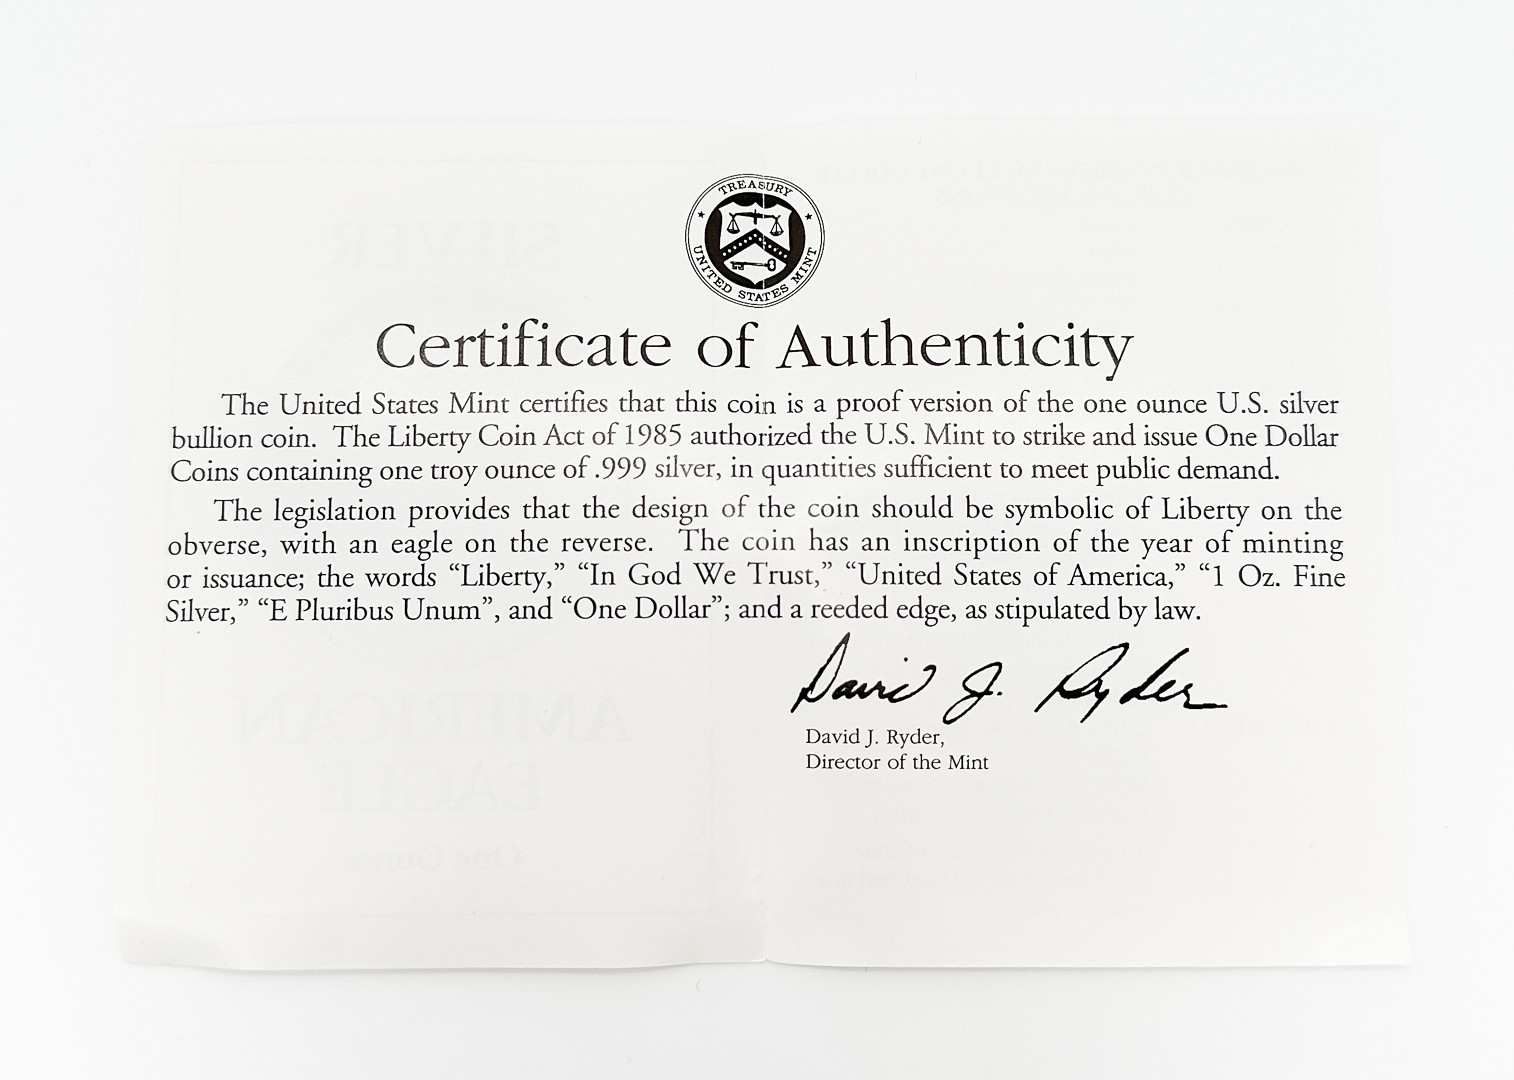 TREASURY
UNITED STATES MINT
Certificate of Authenticity
The United States Mint certifies that this coin is a proof version of the one ounce U.S. silver
bullion coin. The Liberty Coin Act of 1985 authorized the U.S. Mint to strike and issue One Dollar
Coins containing one troy ounce of .999 silver, in quantities sufficient to meet public demand.
The legislation provides that the design of the coin should be symbolic of Liberty on the
obverse, with an eagle on the reverse. The coin has an inscription of the year of minting
or issuance; the words “Liberty,” “In God We Trust,” “United States of America,” “1 Oz. Fine
Silver,” “E Pluribus Unum”, and “One Dollar”; and a reeded edge, as stipulated by law.
David J. Ryder
David J. Ryder,
Director of the Mint
SILVER
AMERICAN
EAGLE
One Ounce